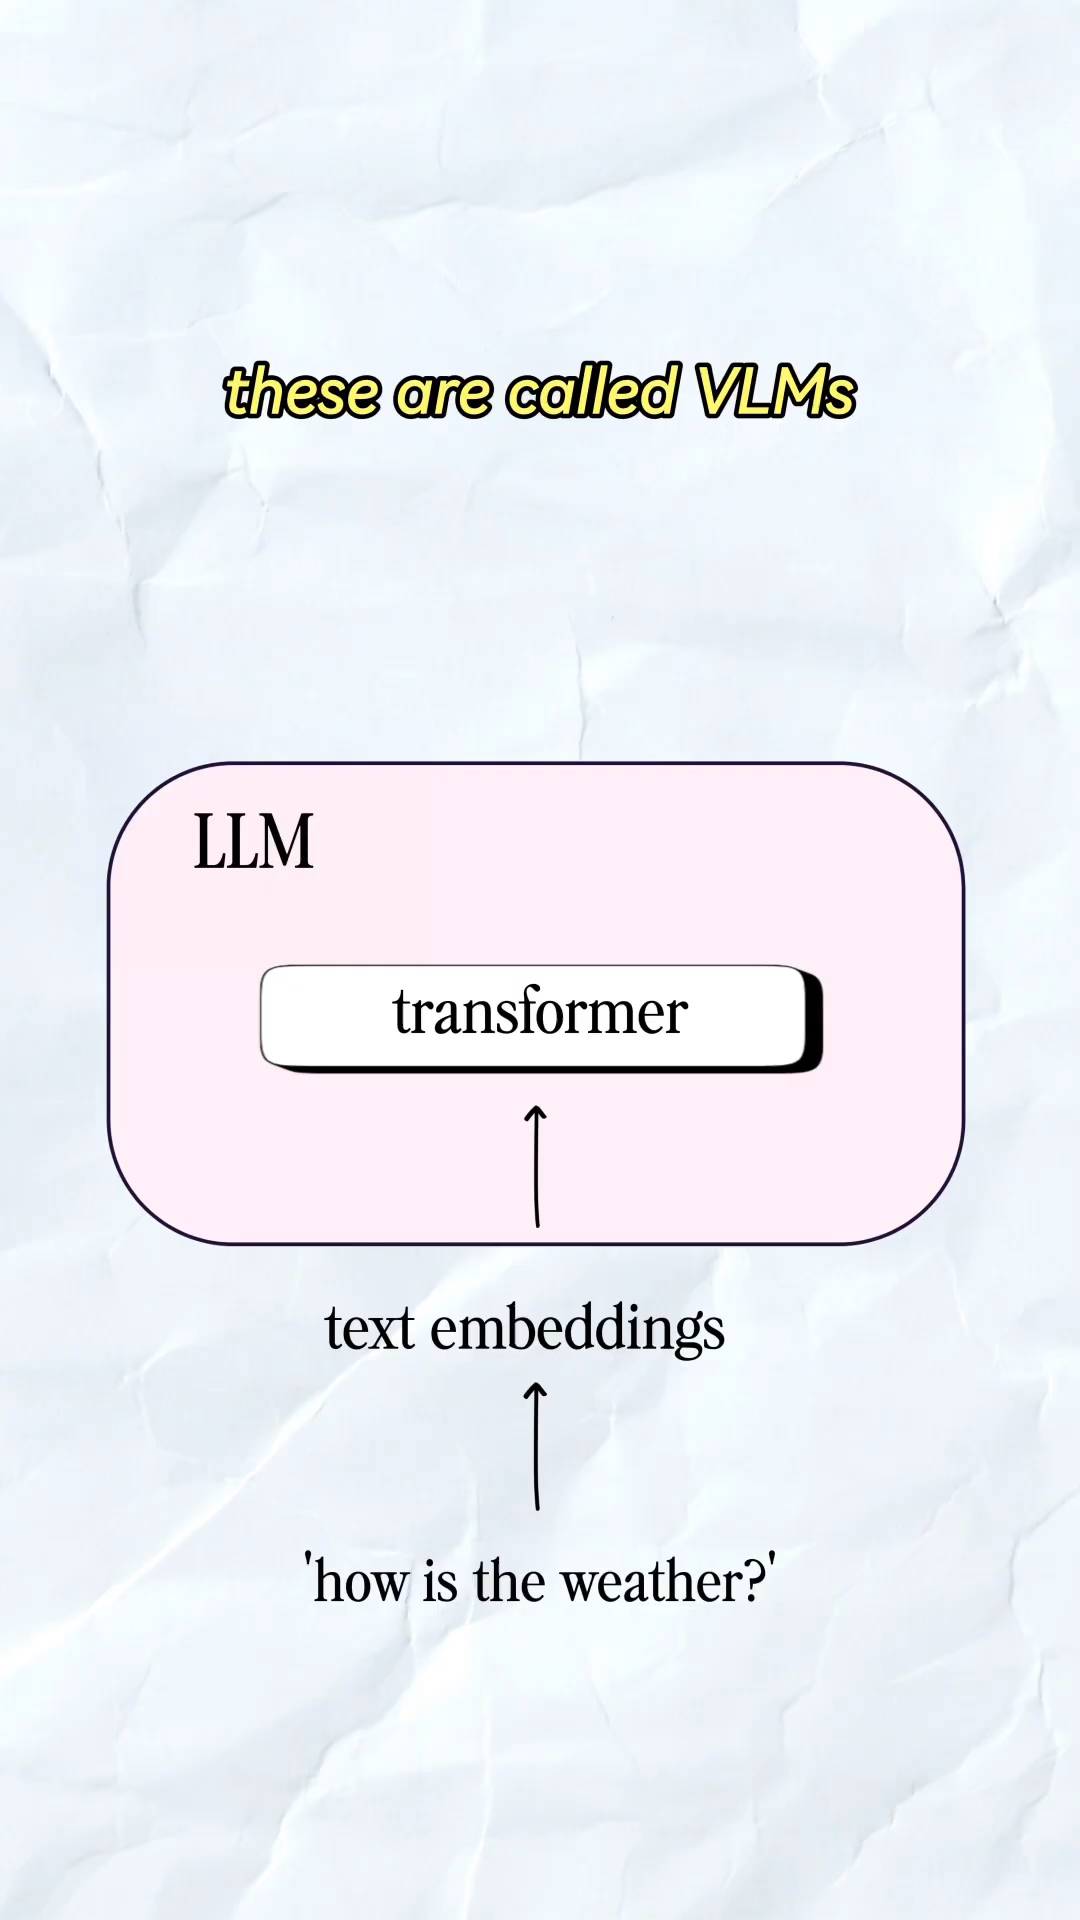 these are called VLMs
LLM
transformer
text embeddings
'how is the weather?'